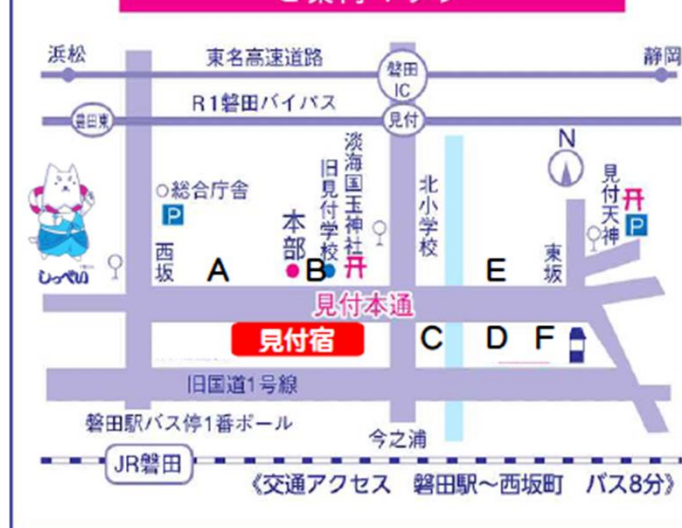 浜松
東名高速道路
磐田
IC
静岡
R1磐田バイパス
豊田東
見付
N
淡海国玉神社
旧見付学校
北小学校
見付天神
総合庁舎
P
P
本部
西坂
東坂
しっぺい
A
B
E
見付本通
見付宿
C
D
F
旧国道1号線
磐田駅バス停1番ポール
今之浦
JR磐田
《交通アクセス 磐田駅～西坂町 バス8分》